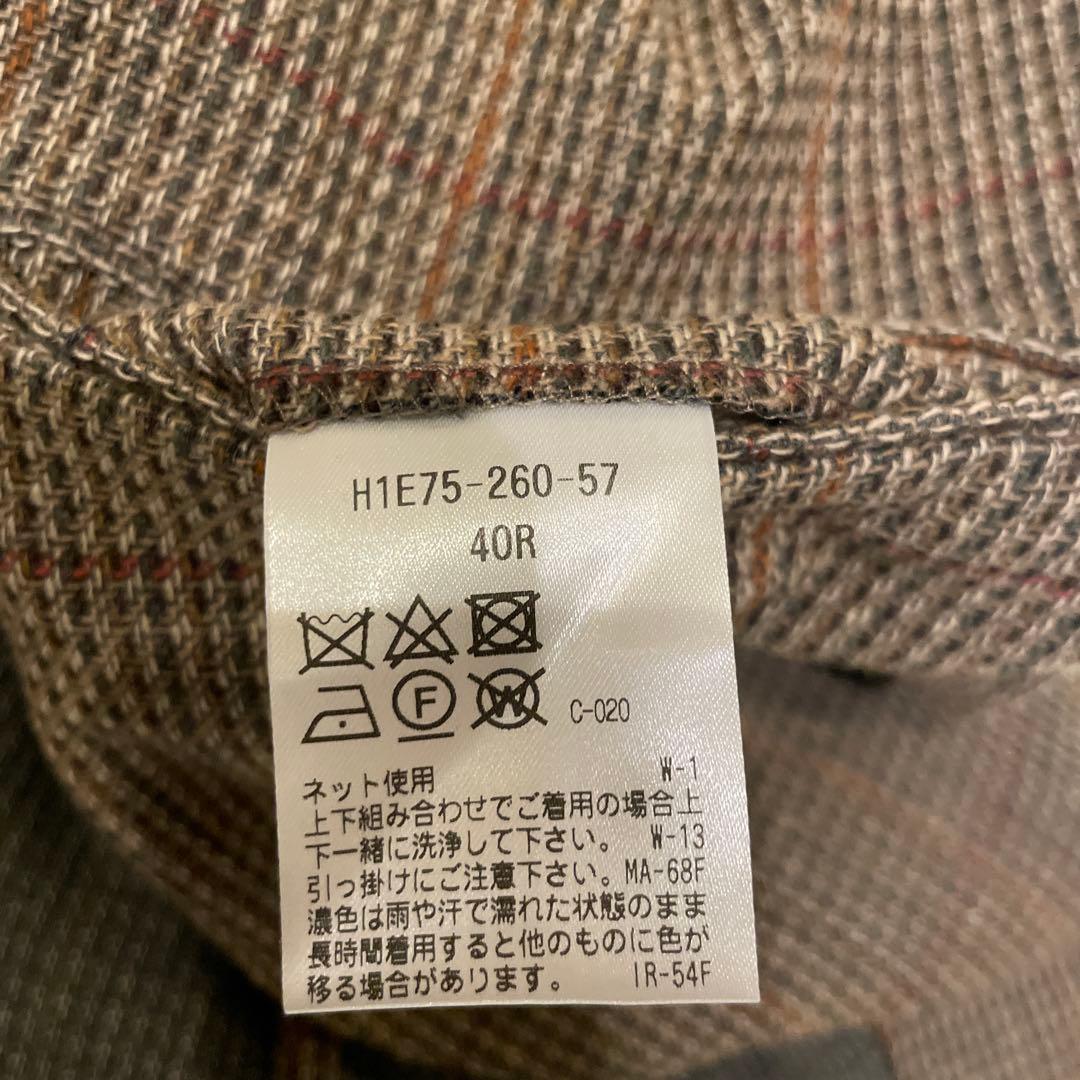 H1E75-260-57
40R
F W C-020
ネット使用 W-1
上下組み合わせでご着用の場合上
下一緒に洗浄して下さい。 W-13
引っ掛けにご注意下さい。MA-68F
濃色は雨や汗で濡れた状態のまま
長時間着用すると他のものに色が
移る場合があります。 IR-54F